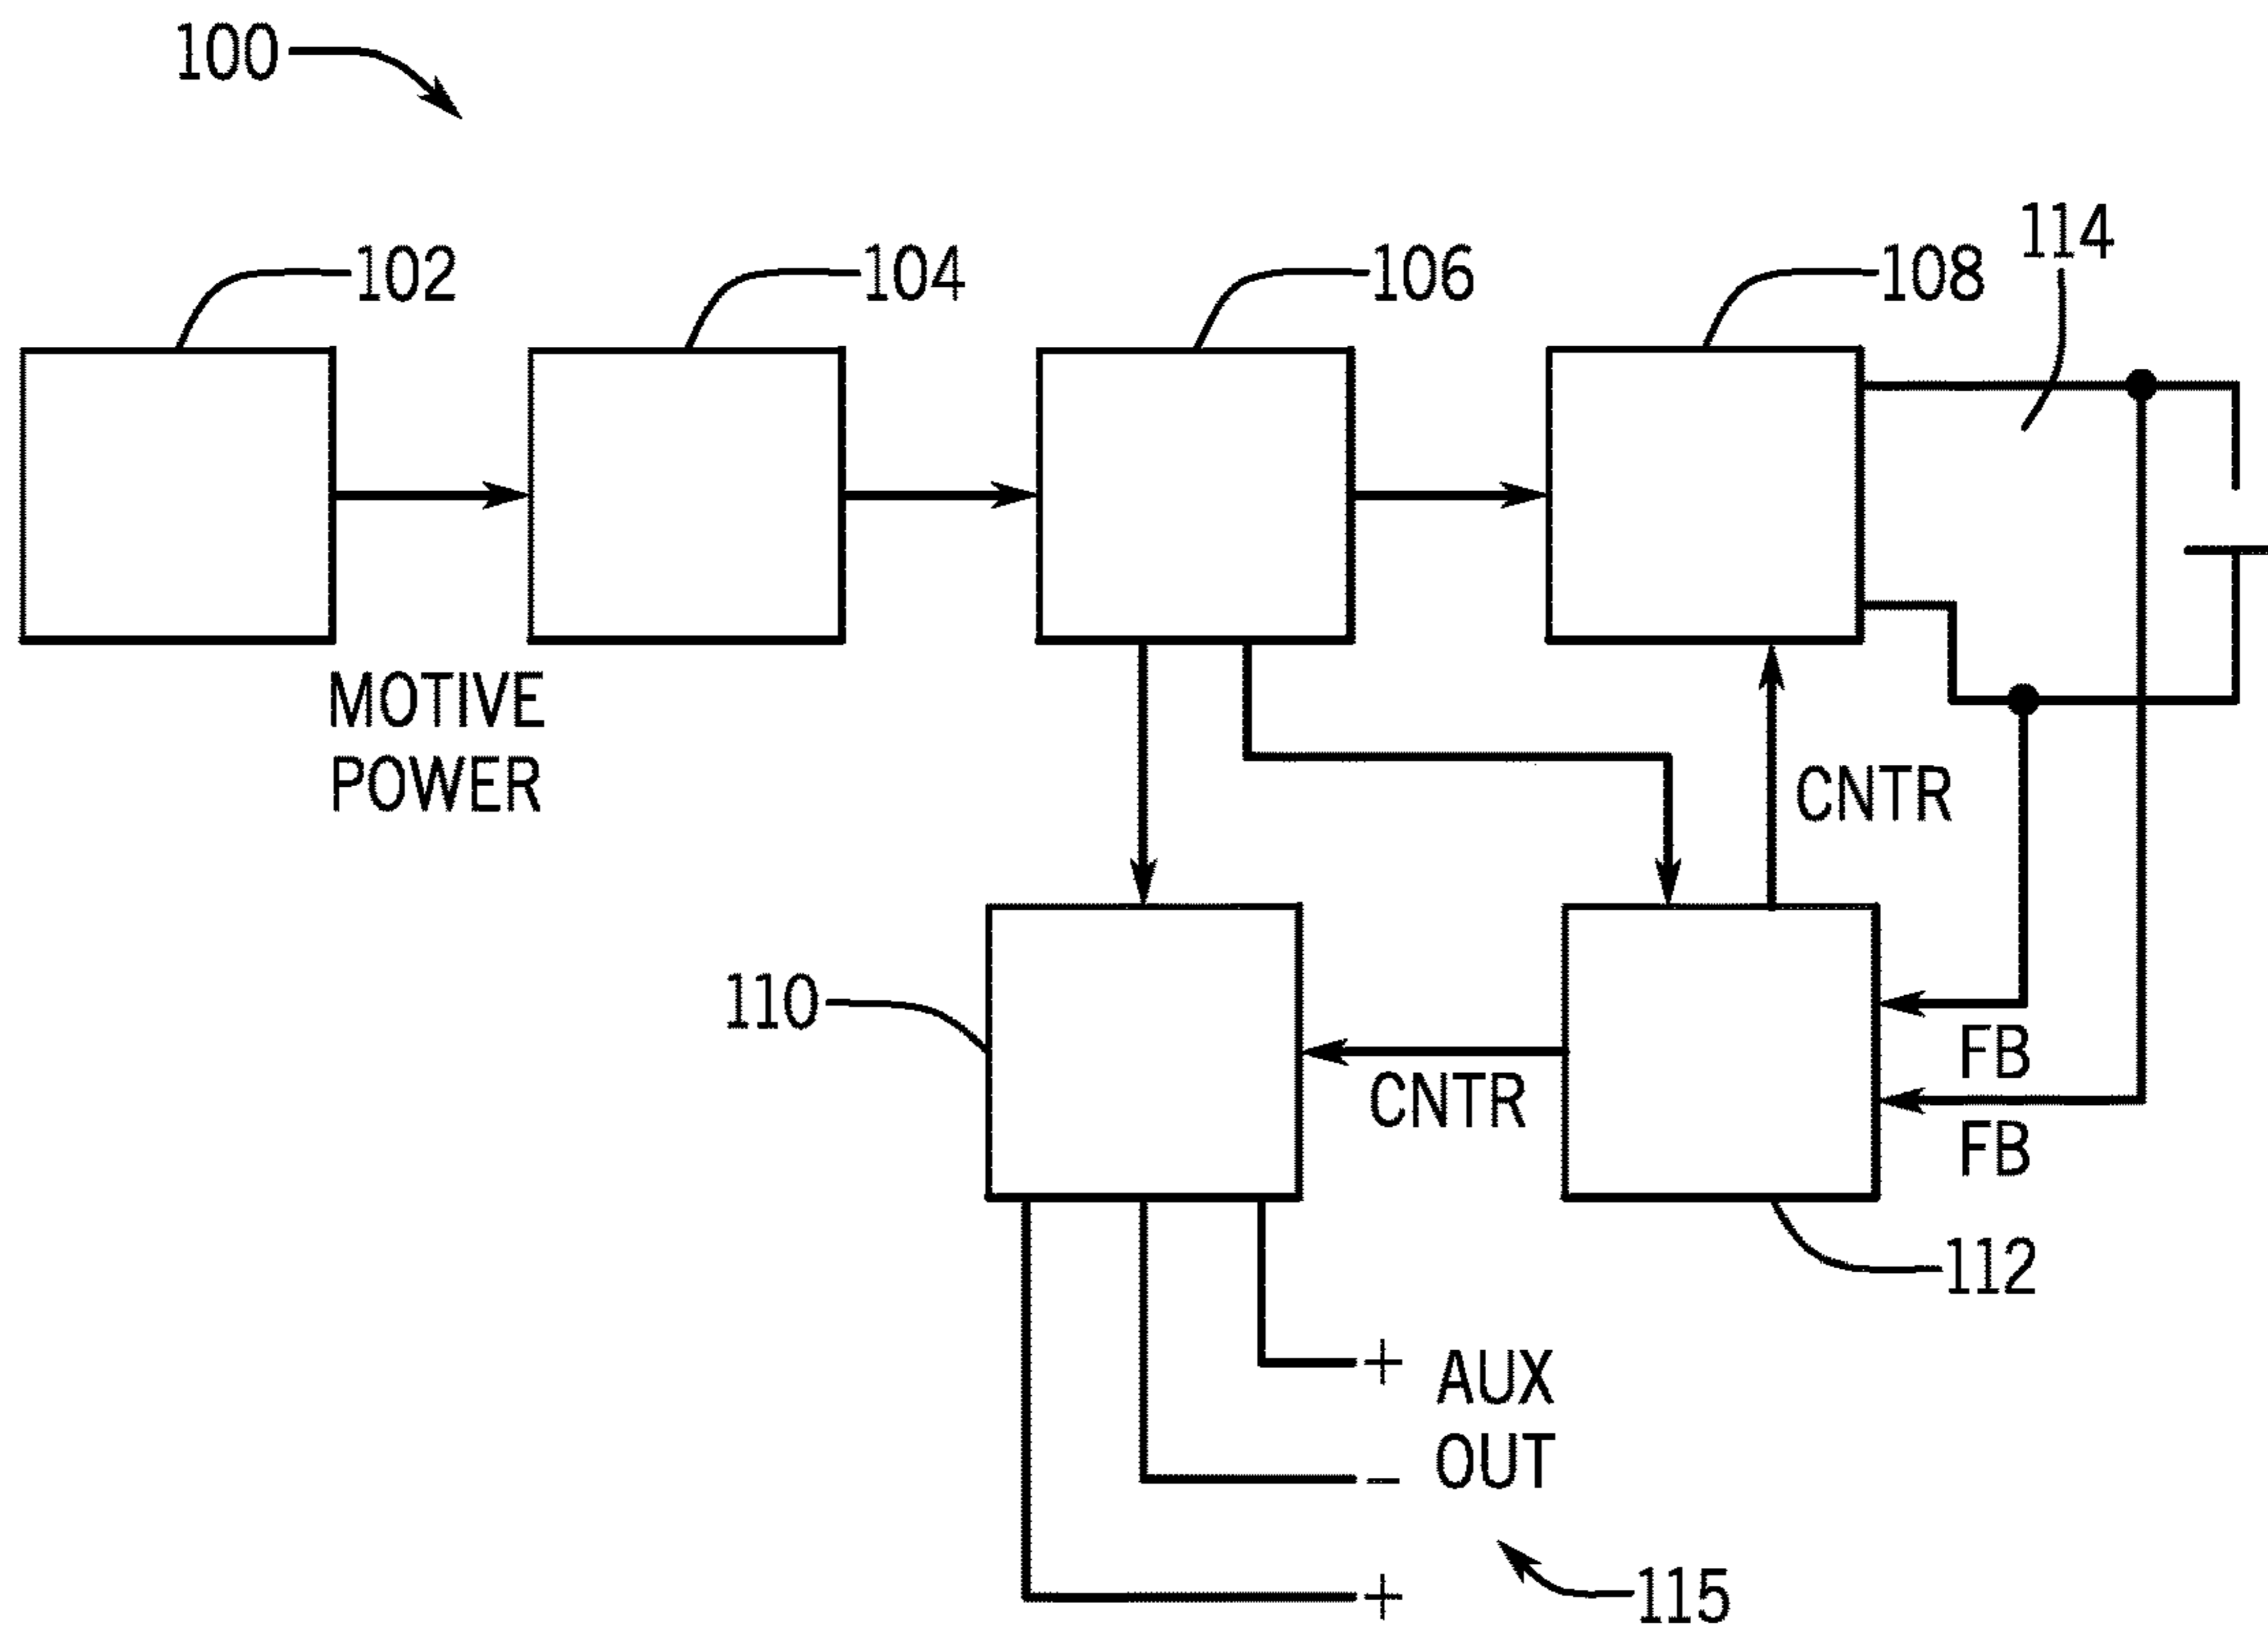 100
114
102
104
106
108
MOTIVE
POWER
CNTR
110
FB
CNTR
FB
112
+ AUX
- OUT
+
115